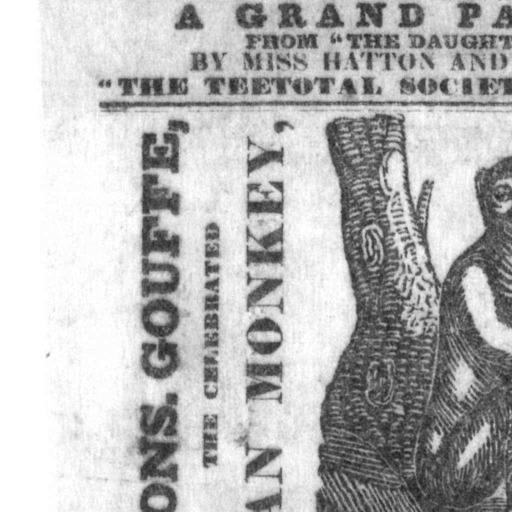 A GRAND PA
FROM "THE DAUGHT
BY MISS HATTON AND
"THE TEETOTAL SOCIET
ONS. GOUFFE,
THE CELEBRATED
AN MONKEY,